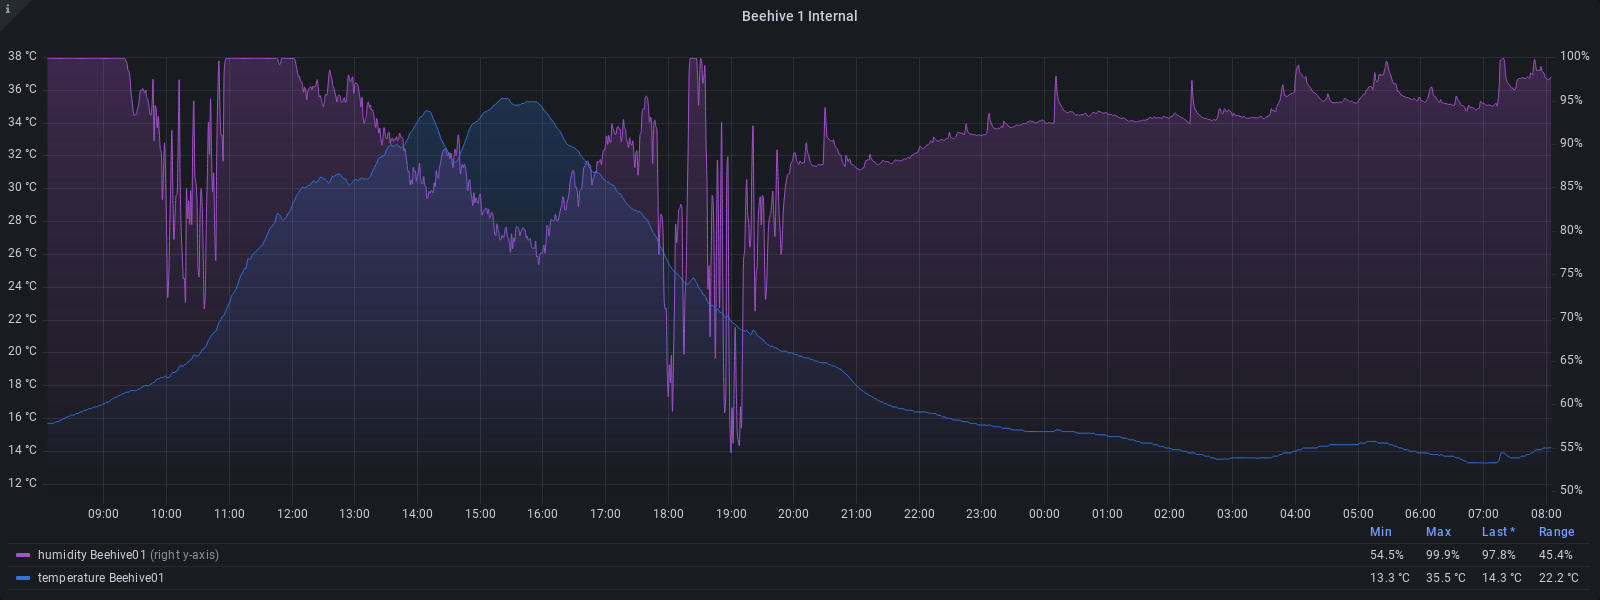 i
Beehive 1 Internal
38 °C 100%
36 °C 95%
34 °C 90%
32 °C 85%
30 °C 80%
28 °C 75%
26 °C 70%
24 °C 65%
22 °C 60%
20 °C 55%
18 °C 50%
16 °C
14 °C
12 °C
09:00 10:00 11:00 12:00 13:00 14:00 15:00 16:00 17:00 18:00 19:00 20:00 21:00 22:00 23:00 00:00 01:00 02:00 03:00 04:00 05:00 06:00 07:00 08:00
Min Max Last * Range
humidity Beehive01 (right y-axis) 54.5% 99.9% 97.8% 45.4%
temperature Beehive01 13.3 °C 35.5 °C 14.3 °C 22.2 °C